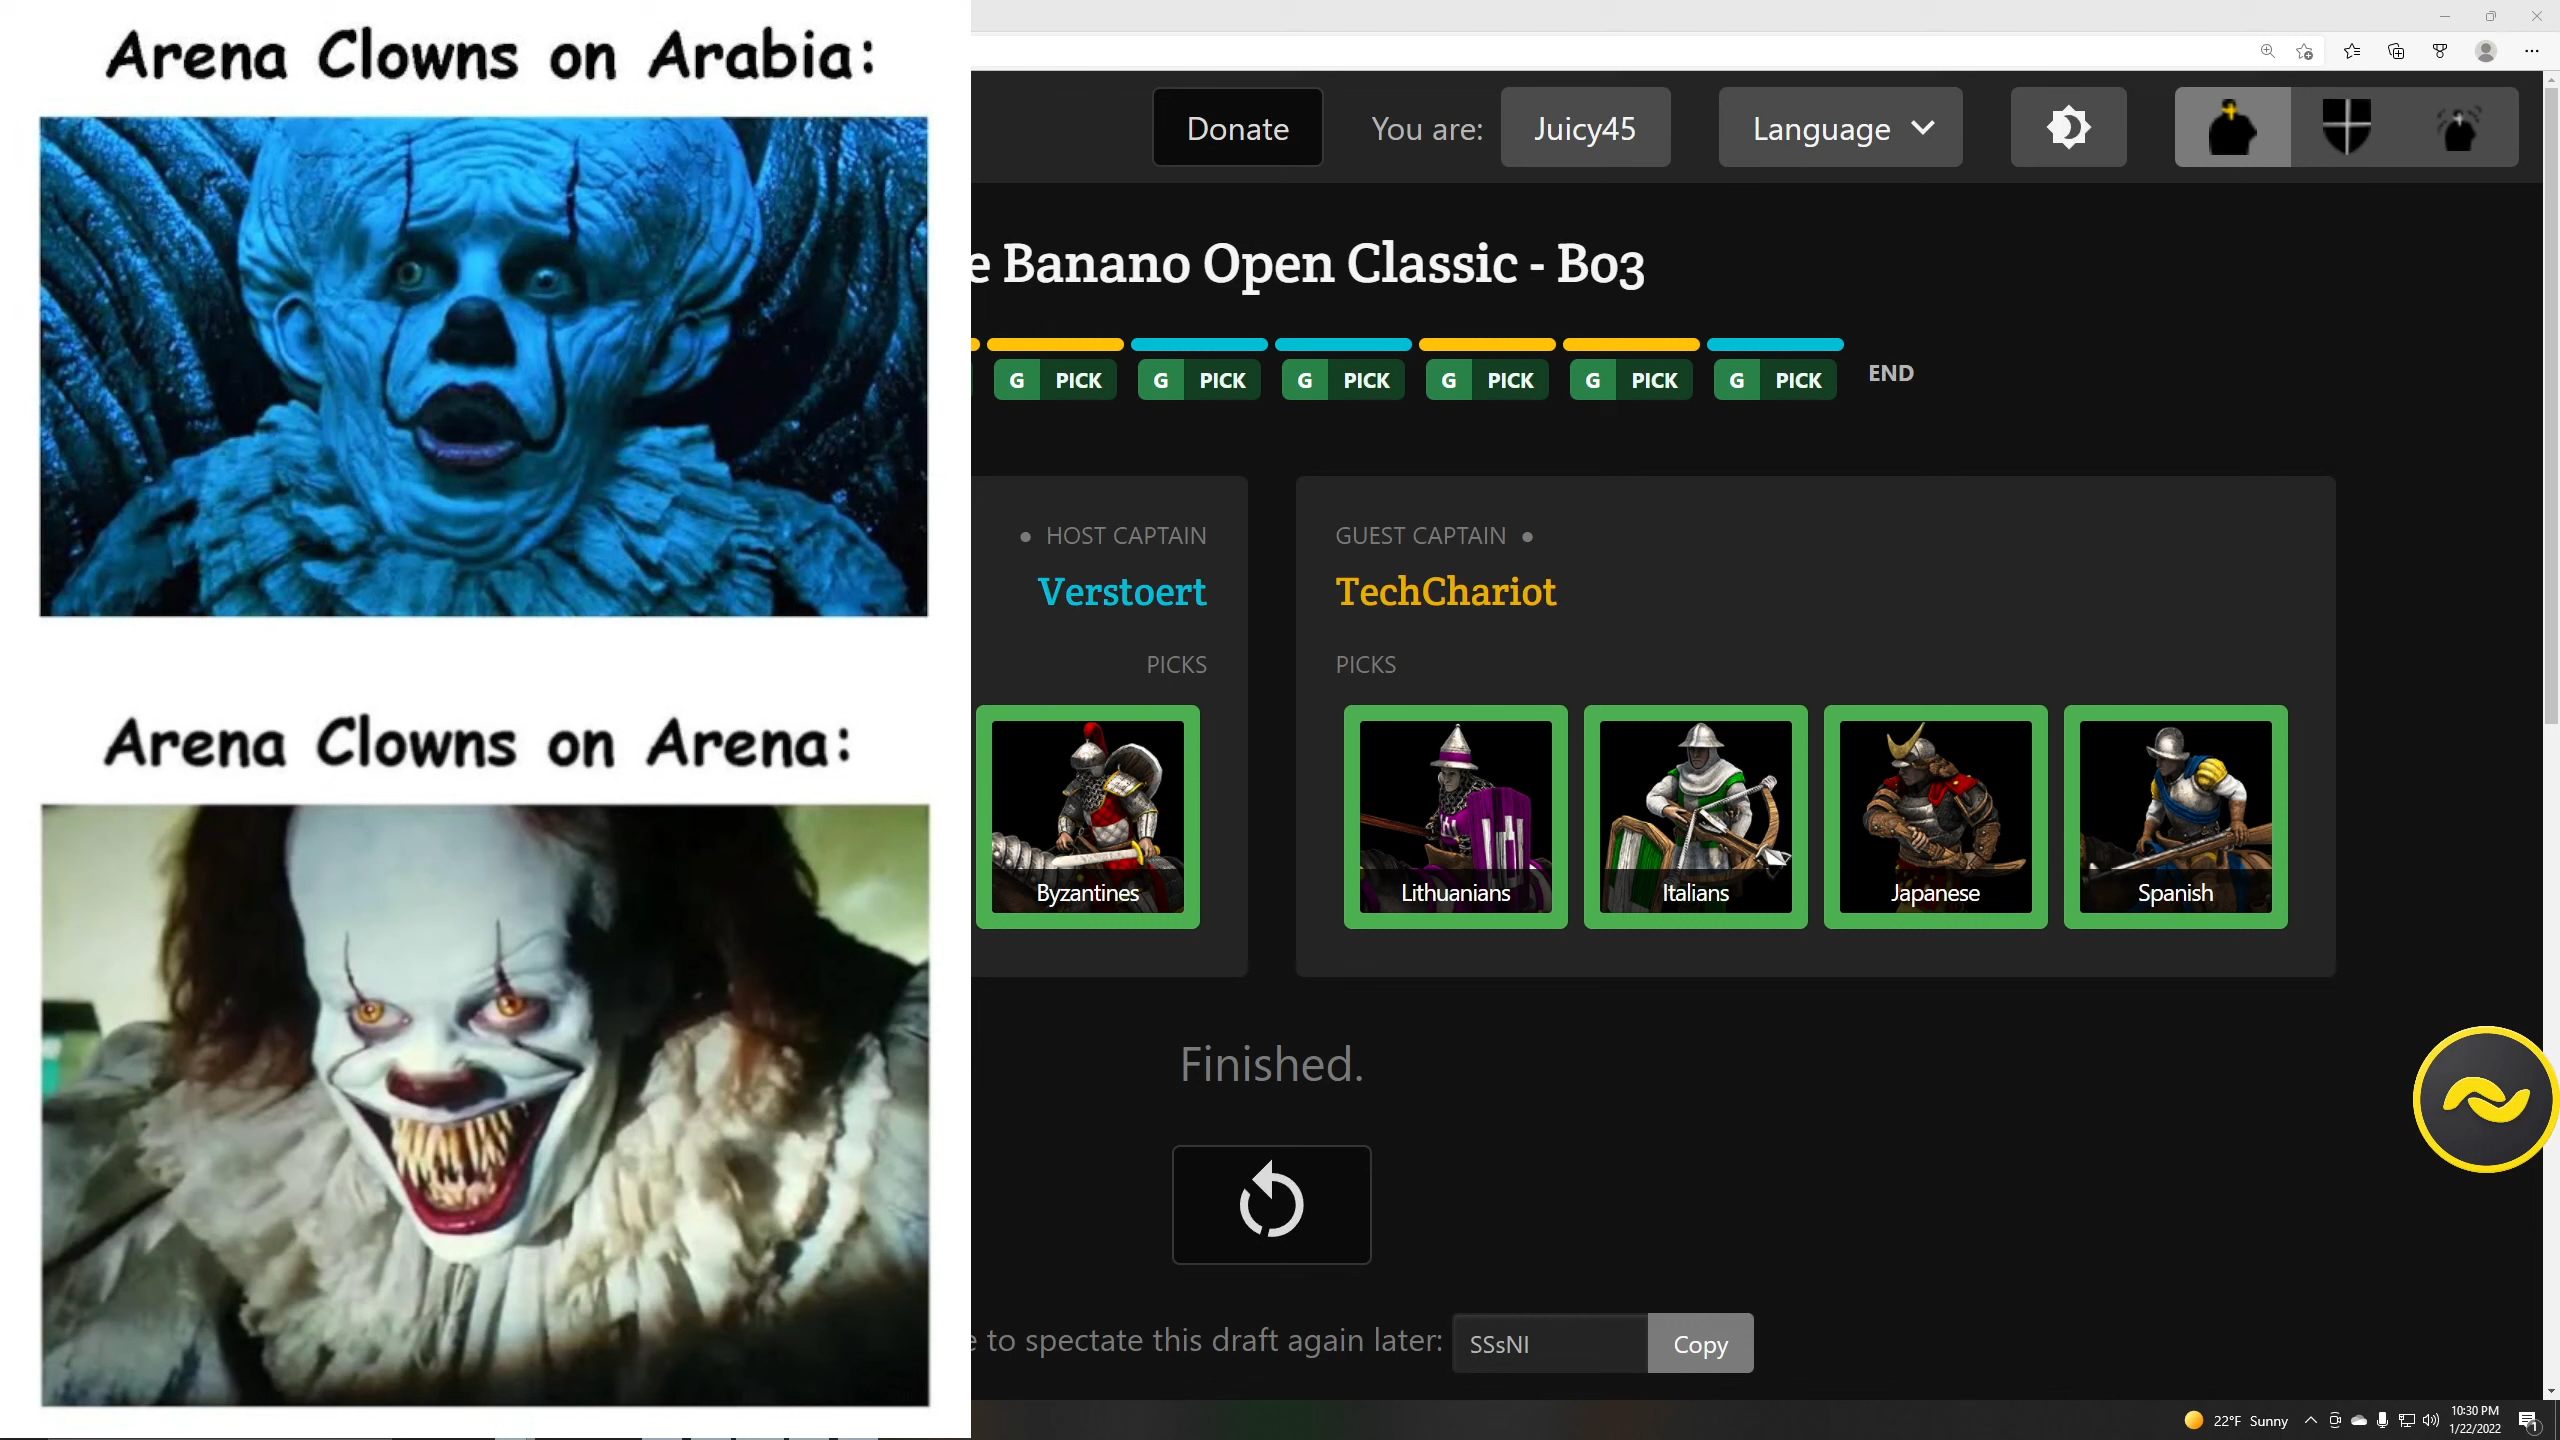 Arena Clowns on Arabia:
Arena Clowns on Arena:
Donate
You are:
Juicy45
Language
e Banano Open Classic - Bo3
G PICK G PICK G PICK G PICK G PICK G PICK END
HOST CAPTAIN
Verstoert
PICKS
Byzantines
GUEST CAPTAIN
TechChariot
PICKS
Lithuanians
Italians
Japanese
Spanish
Finished.
e to spectate this draft again later:
SSsNI
Copy
22°F Sunny
10:30 PM
1/22/2022
1